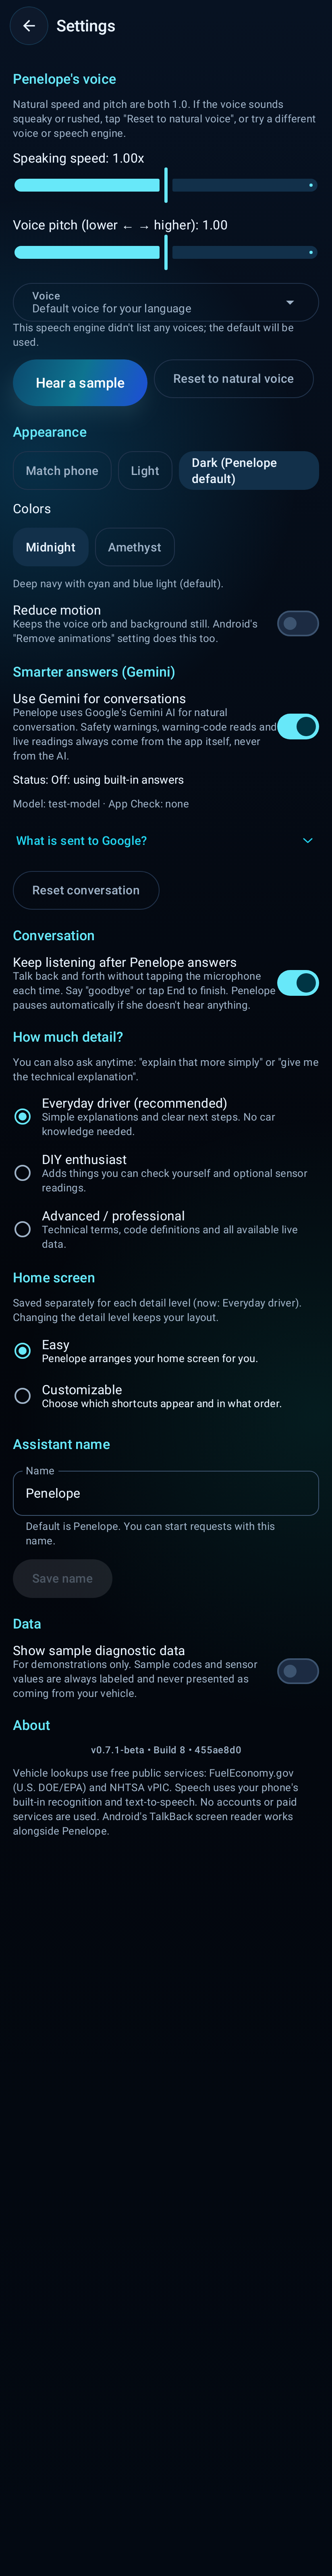 Settings
Penelope's voice
Natural speed and pitch are both 1.0. If the voice sounds
squeaky or rushed, tap "Reset to natural voice", or try a different
voice or speech engine.
Speaking speed: 1.00x
Voice pitch (lower ← → higher): 1.00
Voice
Default voice for your language
This speech engine didn't list any voices; the default will be
used.
Hear a sample
Reset to natural voice
Appearance
Match phone
Light
Dark (Penelope
default)
Colors
Midnight
Amethyst
Deep navy with cyan and blue light (default).
Reduce motion
Keeps the voice orb and background still. Android's
"Remove animations" setting does this too.
Smarter answers (Gemini)
Use Gemini for conversations
Penelope uses Google's Gemini AI for natural
conversation. Safety warnings, warning-code reads and
live readings always come from the app itself, never
from the AI.
Status: Off: using built-in answers
Model: test-model · App Check: none
What is sent to Google?
Reset conversation
Conversation
Keep listening after Penelope answers
Talk back and forth without tapping the microphone
each time. Say "goodbye" or tap End to finish. Penelope
pauses automatically if she doesn't hear anything.
How much detail?
You can also ask anytime: "explain that more simply" or "give me
the technical explanation".
Everyday driver (recommended)
Simple explanations and clear next steps. No car
knowledge needed.
DIY enthusiast
Adds things you can check yourself and optional sensor
readings.
Advanced / professional
Technical terms, code definitions and all available live
data.
Home screen
Saved separately for each detail level (now: Everyday driver).
Changing the detail level keeps your layout.
Easy
Penelope arranges your home screen for you.
Customizable
Choose which shortcuts appear and in what order.
Assistant name
Name
Penelope
Default is Penelope. You can start requests with this
name.
Save name
Data
Show sample diagnostic data
For demonstrations only. Sample codes and sensor
values are always labeled and never presented as
coming from your vehicle.
About
v0.7.1-beta • Build 8 • 455ae8d0
Vehicle lookups use free public services: FuelEconomy.gov
(U.S. DOE/EPA) and NHTSA vPIC. Speech uses your phone's
built-in recognition and text-to-speech. No accounts or paid
services are used. Android's TalkBack screen reader works
alongside Penelope.